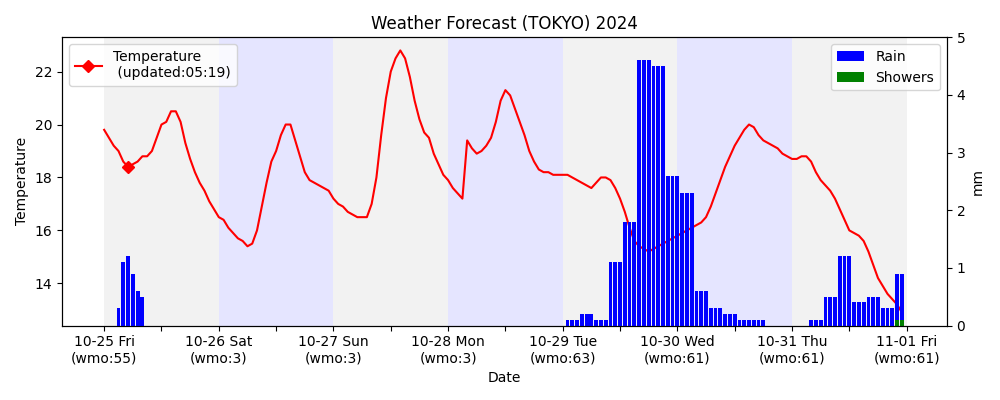 Weather Forecast (TOKYO) 2024
Temperature
(updated:05:19)
Rain
Showers
Temperature
22
20
18
16
14
5
4
3
2
1
0
mm
10-25 Fri
(wmo:55)
10-26 Sat
(wmo:3)
10-27 Sun
(wmo:3)
10-28 Mon
(wmo:3)
10-29 Tue
(wmo:63)
10-30 Wed
(wmo:61)
10-31 Thu
(wmo:61)
11-01 Fri
(wmo:61)
Date